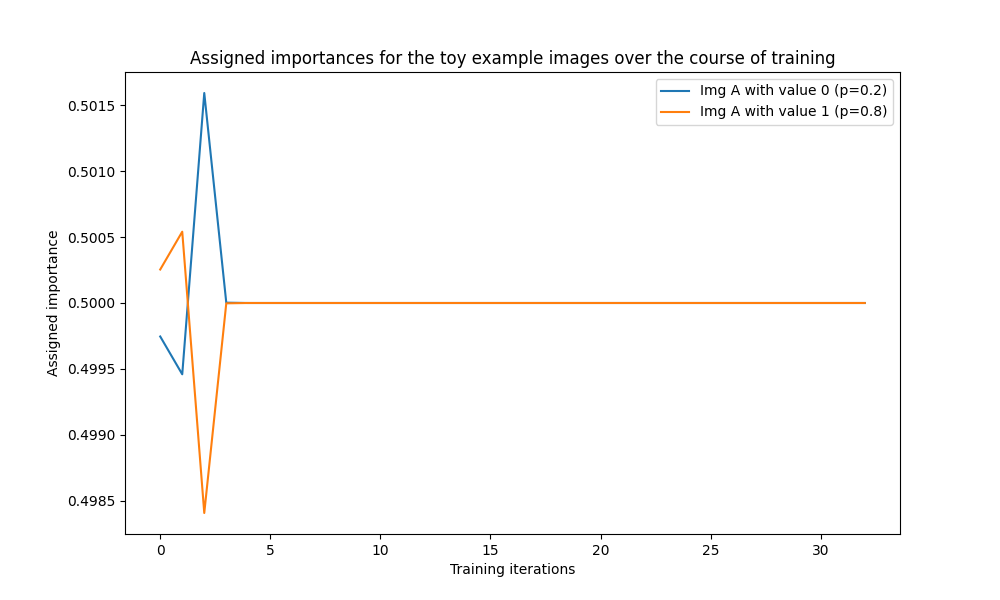 Assigned importances for the toy example images over the course of training
Img A with value 0 (p=0.2)
Img A with value 1 (p=0.8)
Assigned importance
0.5015
0.5010
0.5005
0.5000
0.4995
0.4990
0.4985
0 5 10 15 20 25 30
Training iterations